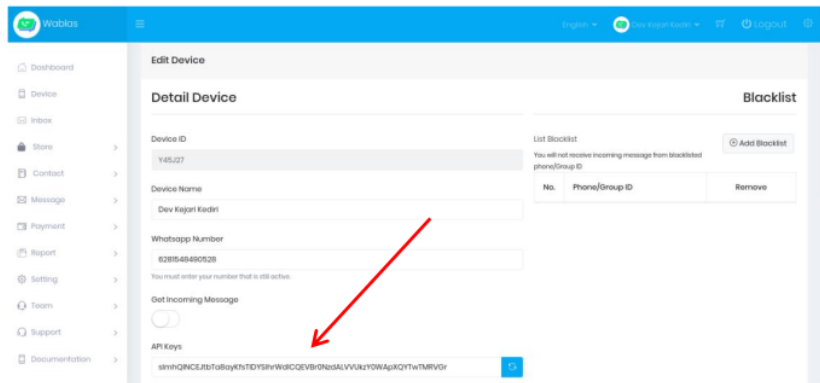 Wablas
English
Dev Kejari Kediri
Logout
Dashboard
Device
Inbox
Store
Contact
Message
Payment
Report
Setting
Team
Support
Documentation
Edit Device
Detail Device
Device ID
Y45J27
Device Name
Dev Kejari Kediri
Whatsapp Number
6281548490528
You must enter your number that is still active.
Get Incoming Message
API Keys
Blacklist
List Blacklist
Add Blacklist
You will not receive incoming message from blacklisted
phone/Group ID
No. Phone/Group ID Remove